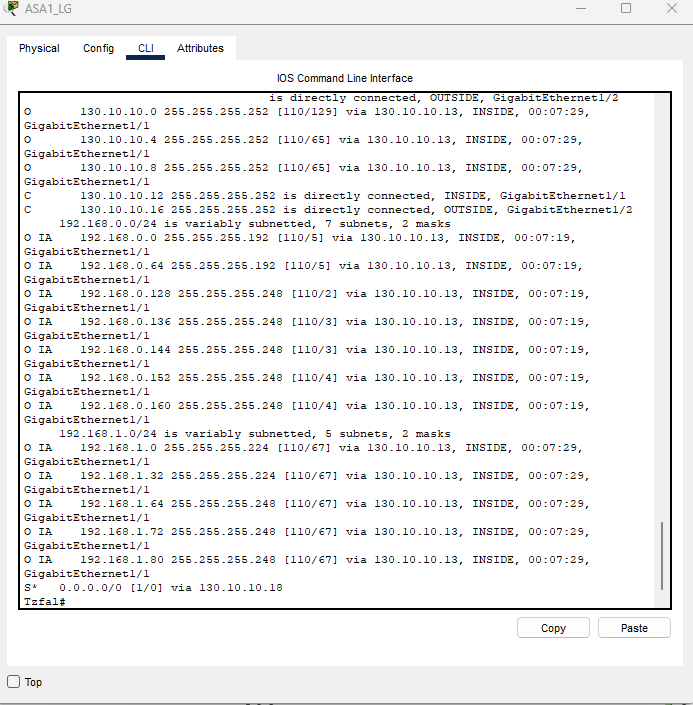 ASA1_LG
Physical Config CLI Attributes
IOS Command Line Interface
is directly connected, OUTSIDE, GigabitEthernet1/2
O 130.10.10.0 255.255.255.252 [110/129] via 130.10.10.13, INSIDE, 00:07:29,
GigabitEthernet1/1
O 130.10.10.4 255.255.255.252 [110/65] via 130.10.10.13, INSIDE, 00:07:29,
GigabitEthernet1/1
O 130.10.10.8 255.255.255.252 [110/65] via 130.10.10.13, INSIDE, 00:07:29,
GigabitEthernet1/1
C 130.10.10.12 255.255.255.252 is directly connected, INSIDE, GigabitEthernet1/1
C 130.10.10.16 255.255.255.252 is directly connected, OUTSIDE, GigabitEthernet1/2
192.168.0.0/24 is variably subnetted, 7 subnets, 2 masks
O IA 192.168.0.0 255.255.255.192 [110/5] via 130.10.10.13, INSIDE, 00:07:19,
GigabitEthernet1/1
O IA 192.168.0.64 255.255.255.192 [110/5] via 130.10.10.13, INSIDE, 00:07:19,
GigabitEthernet1/1
O IA 192.168.0.128 255.255.255.248 [110/2] via 130.10.10.13, INSIDE, 00:07:19,
GigabitEthernet1/1
O IA 192.168.0.136 255.255.255.248 [110/3] via 130.10.10.13, INSIDE, 00:07:19,
GigabitEthernet1/1
O IA 192.168.0.144 255.255.255.248 [110/3] via 130.10.10.13, INSIDE, 00:07:19,
GigabitEthernet1/1
O IA 192.168.0.152 255.255.255.248 [110/4] via 130.10.10.13, INSIDE, 00:07:19,
GigabitEthernet1/1
O IA 192.168.0.160 255.255.255.248 [110/4] via 130.10.10.13, INSIDE, 00:07:19,
GigabitEthernet1/1
192.168.1.0/24 is variably subnetted, 5 subnets, 2 masks
O IA 192.168.1.0 255.255.255.224 [110/67] via 130.10.10.13, INSIDE, 00:07:29,
GigabitEthernet1/1
O IA 192.168.1.32 255.255.255.224 [110/67] via 130.10.10.13, INSIDE, 00:07:29,
GigabitEthernet1/1
O IA 192.168.1.64 255.255.255.248 [110/67] via 130.10.10.13, INSIDE, 00:07:29,
GigabitEthernet1/1
O IA 192.168.1.72 255.255.255.248 [110/67] via 130.10.10.13, INSIDE, 00:07:29,
GigabitEthernet1/1
O IA 192.168.1.80 255.255.255.248 [110/67] via 130.10.10.13, INSIDE, 00:07:29,
GigabitEthernet1/1
S* 0.0.0.0/0 [1/0] via 130.10.10.18
Tzfal#
Copy Paste
Top